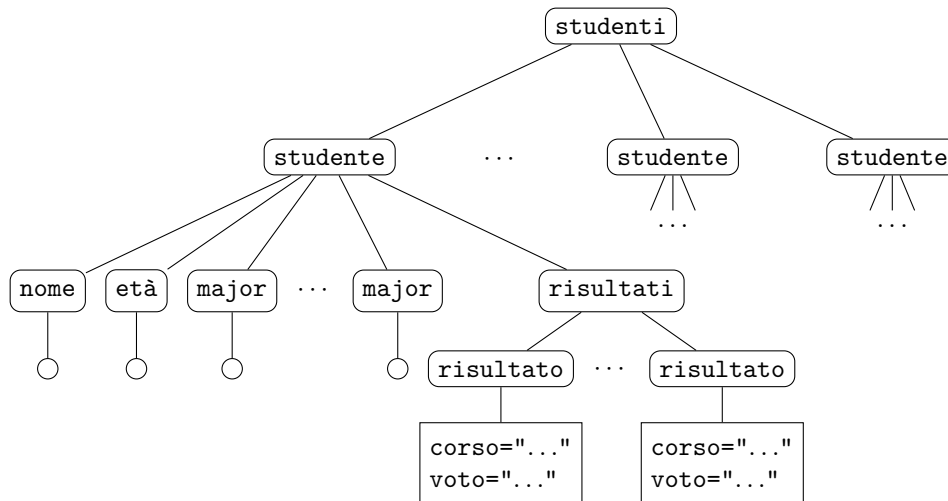 studenti
studente ... studente studente
... ...
nome età major ... major risultati
risultato ... risultato
corso="..." corso="..."
voto="..." voto="..."